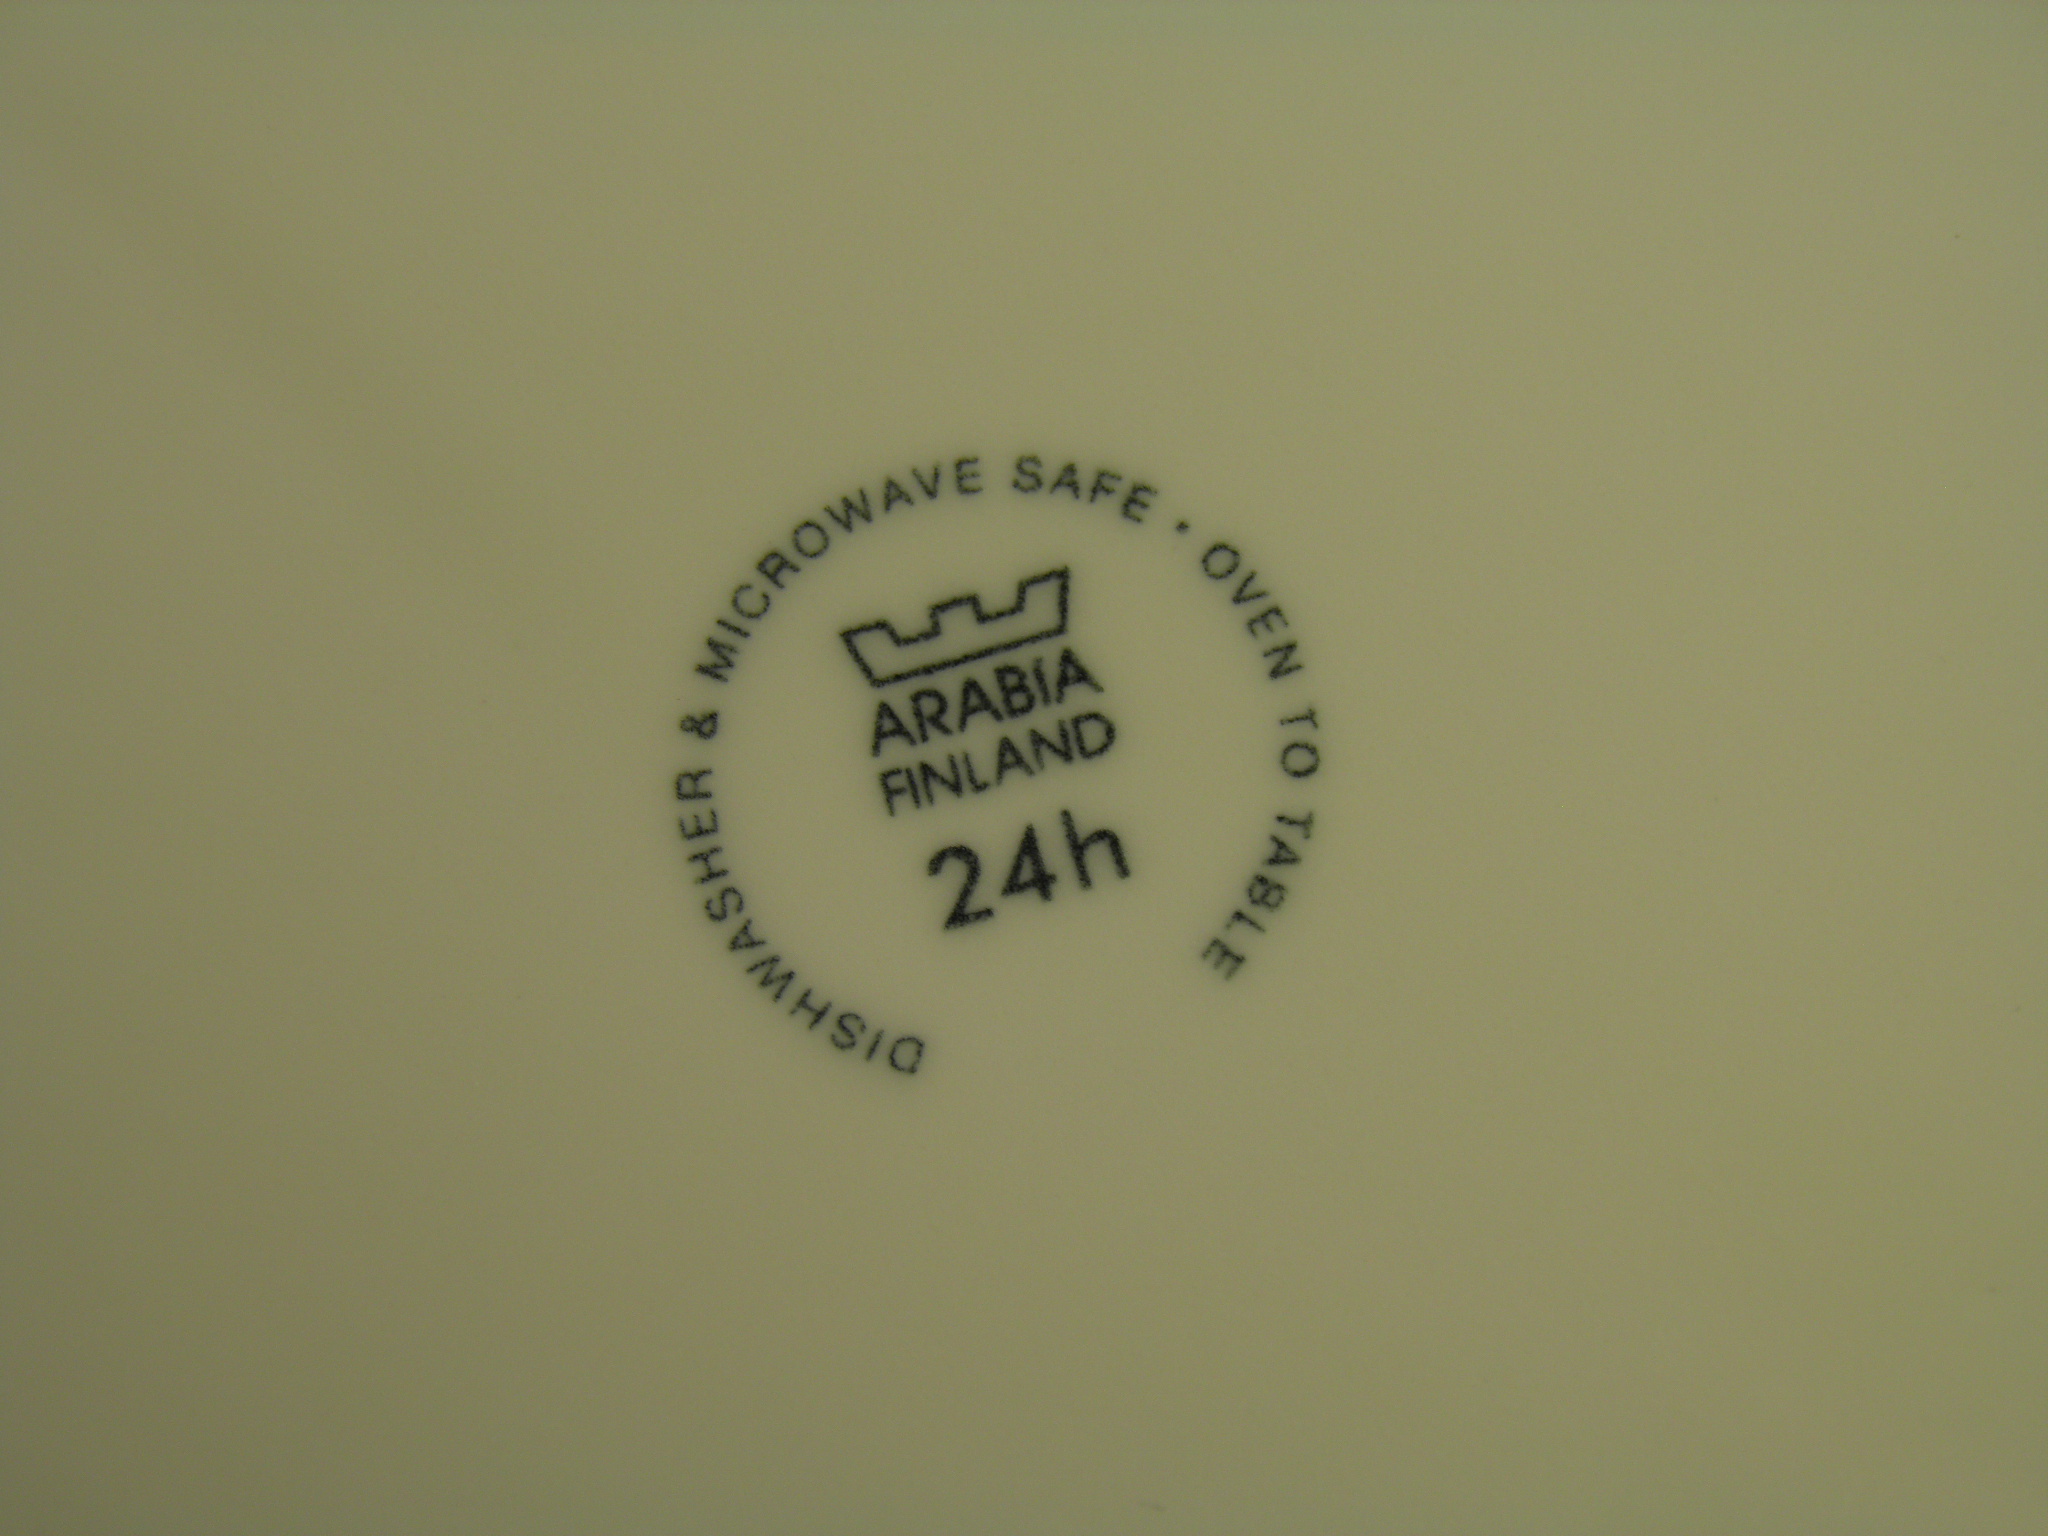 DISHWASHER & MICROWAVE SAFE · OVEN TO TABLE
ARABIA
FINLAND
24h